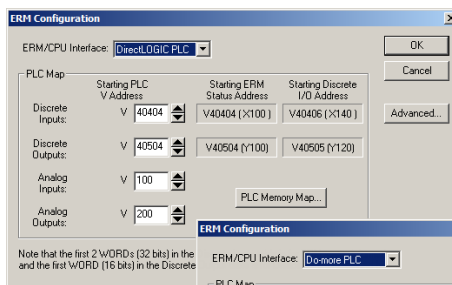 ERM Configuration
ERM/CPU Interface: DirectLOGIC PLC
OK
Cancel
Advanced...
PLC Map
Starting PLC V Address
Starting ERM Status Address
Starting Discrete I/O Address
Discrete Inputs: V 40404 V40404 (X100 ) V40406 (X140 )
Discrete Outputs: V 40504 V40504 (Y100) V40505 (Y120)
Analog Inputs: V 100
PLC Memory Map...
Analog Outputs: V 200
Note that the first 2 WORDs (32 bits) in the
and the first WORD (16 bits) in the Discrete
ERM Configuration
ERM/CPU Interface: Do-more PLC
PLC Map